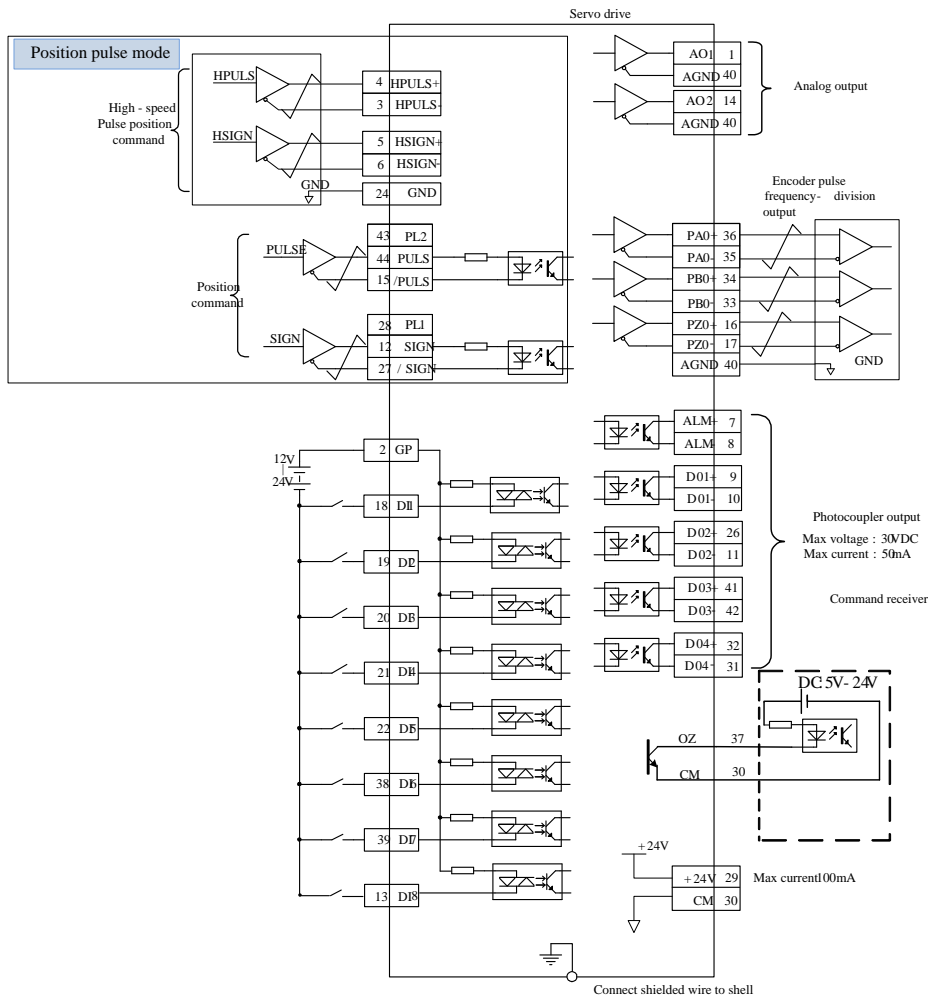 Servo drive
Position pulse mode
HPULS
4 HPULS+
3 HPULS-
High - speed
Pulse position
command
HSIGN
5 HSIGN+
6 HSIGN-
GND
24 GND
43 PL2
PULSE
44 PULS
15 /PULS
Position
command
28 PL1
SIGN
12 SIGN
27 / SIGN
AO1 1
AGND 40
AO2 14
AGND 40
Analog output
Encoder pulse
frequency- division
output
PA0+ 36
PA0- 35
PB0+ 34
PB0- 33
PZ0+ 16
PZ0- 17
AGND 40
GND
2 GP
12V
24V
18 DI1
19 DI2
20 DI3
21 DI4
22 DI5
38 DI6
39 DI7
13 DI8
ALM+ 7
ALM- 8
D01+ 9
D01- 10
D02+ 26
D02- 11
D03+ 41
D03- 42
D04+ 32
D04- 31
Photocoupler output
Max voltage : 30VDC
Max current : 50mA
Command receiver
DC 5V- 24V
OZ 37
CM 30
+24V
+24V 29
CM 30
Max current100mA
Connect shielded wire to shell